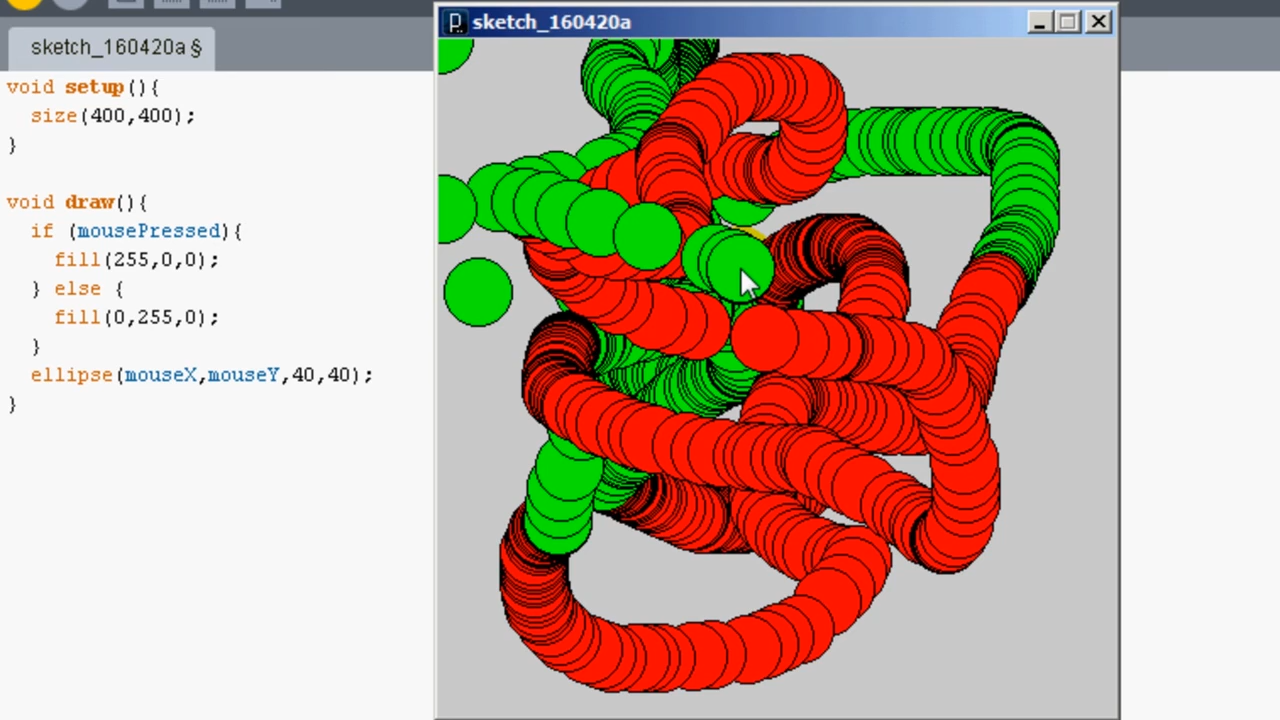 sketch_160420a §
void setup(){
  size(400,400);
}
void draw(){
  if (mousePressed){
    fill(255,0,0);
  } else {
    fill(0,255,0);
  }
  ellipse(mouseX,mouseY,40,40);
}
P sketch_160420a